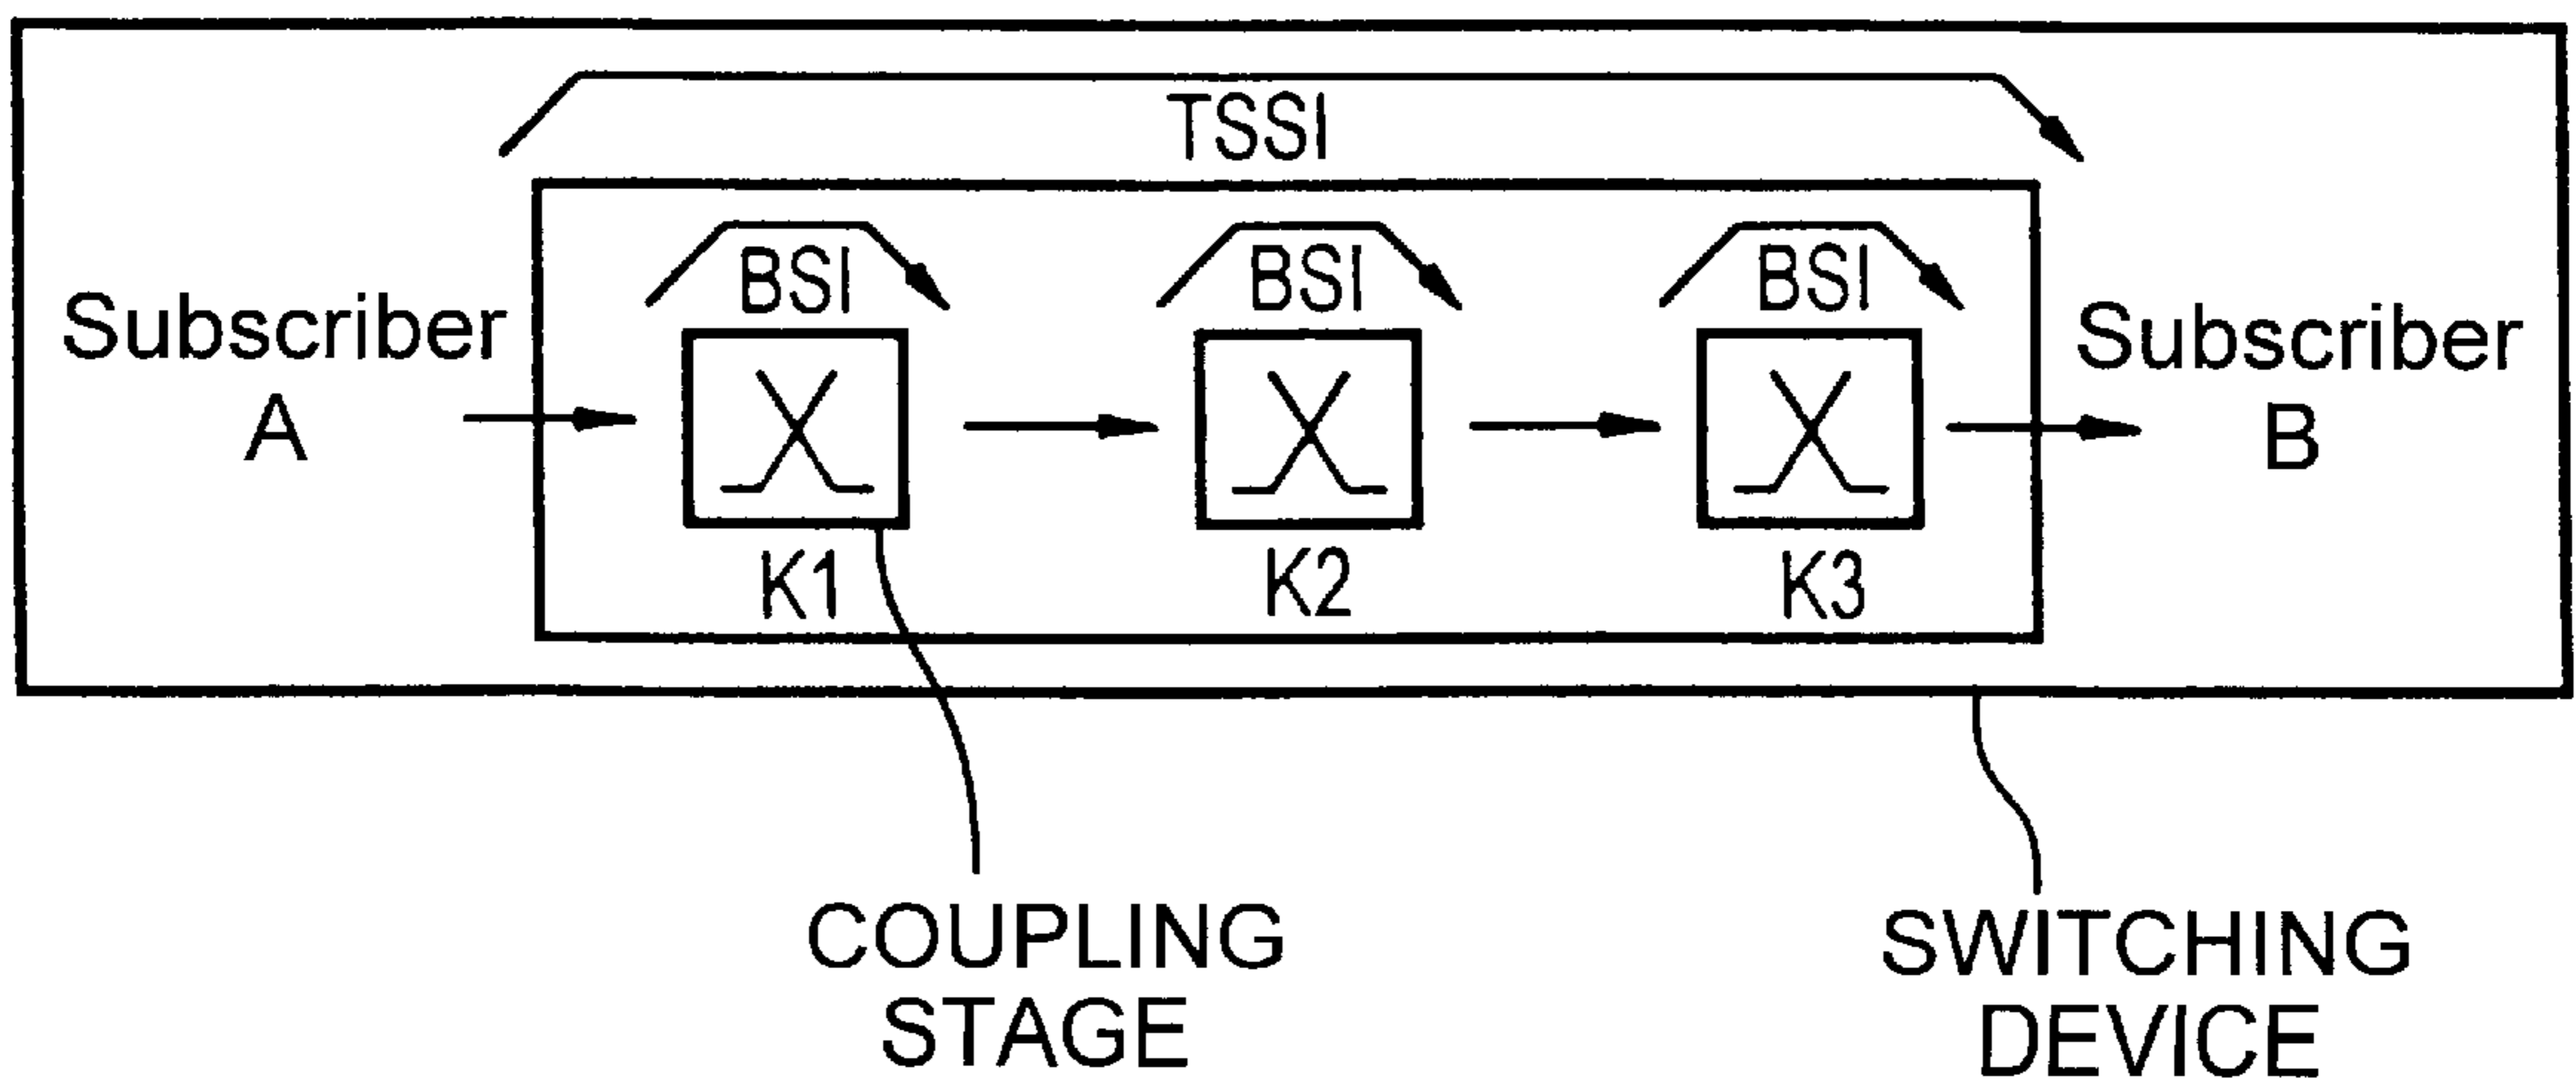 TSSI
BSI BSI BSI
Subscriber
A
Subscriber
B
K1 K2 K3
COUPLING
STAGE
SWITCHING
DEVICE